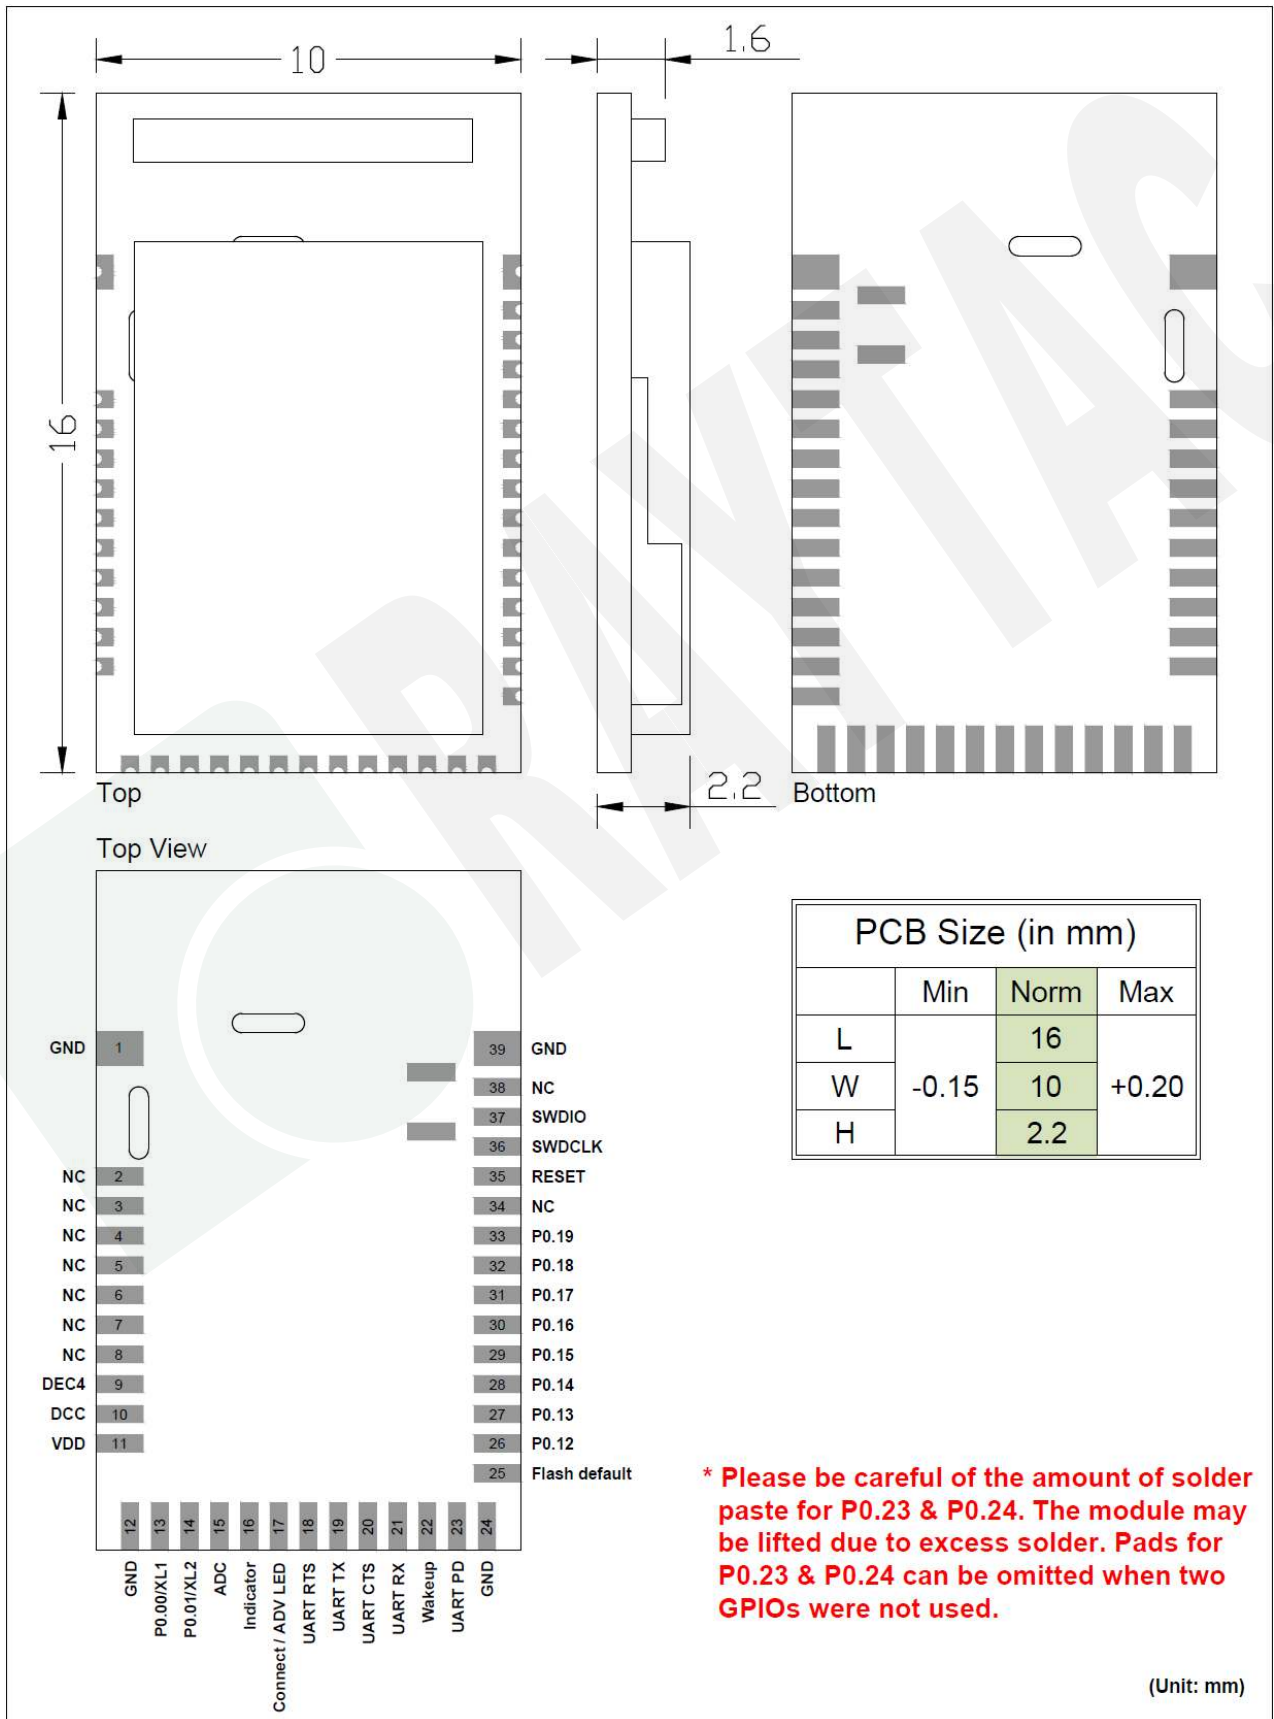 10
1.6
16
2.2
Top
Bottom
Top View
RAYTAC
PCB Size (in mm)
Min Norm Max
L 16
W -0.15 10 +0.20
H 2.2
GND 1
NC 2
NC 3
NC 4
NC 5
NC 6
NC 7
NC 8
DEC4 9
DCC 10
VDD 11
39 GND
38 NC
37 SWDIO
36 SWDCLK
35 RESET
34 NC
33 P0.19
32 P0.18
31 P0.17
30 P0.16
29 P0.15
28 P0.14
27 P0.13
26 P0.12
25 Flash default
12 GND
13 P0.00/XL1
14 P0.01/XL2
15 ADC
16 Indicator
17 Connect / ADV LED
18 UART RTS
19 UART TX
20 UART CTS
21 UART RX
22 Wakeup
23 UART PD
24 GND
* Please be careful of the amount of solder
paste for P0.23 & P0.24. The module may
be lifted due to excess solder. Pads for
P0.23 & P0.24 can be omitted when two
GPIOs were not used.
(Unit: mm)